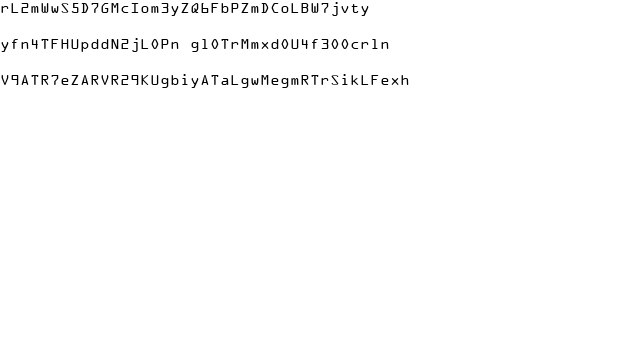 rL2mWwS5D7GMcIom3yZQ6FbPZmDCoLBW7jvty
yfn4TFHUpddN2jL0Pn gl0TrMmxd0U4f300crln
V9ATR7eZARVR29KUgbiyATaLgwMegmRTrSikLFexh